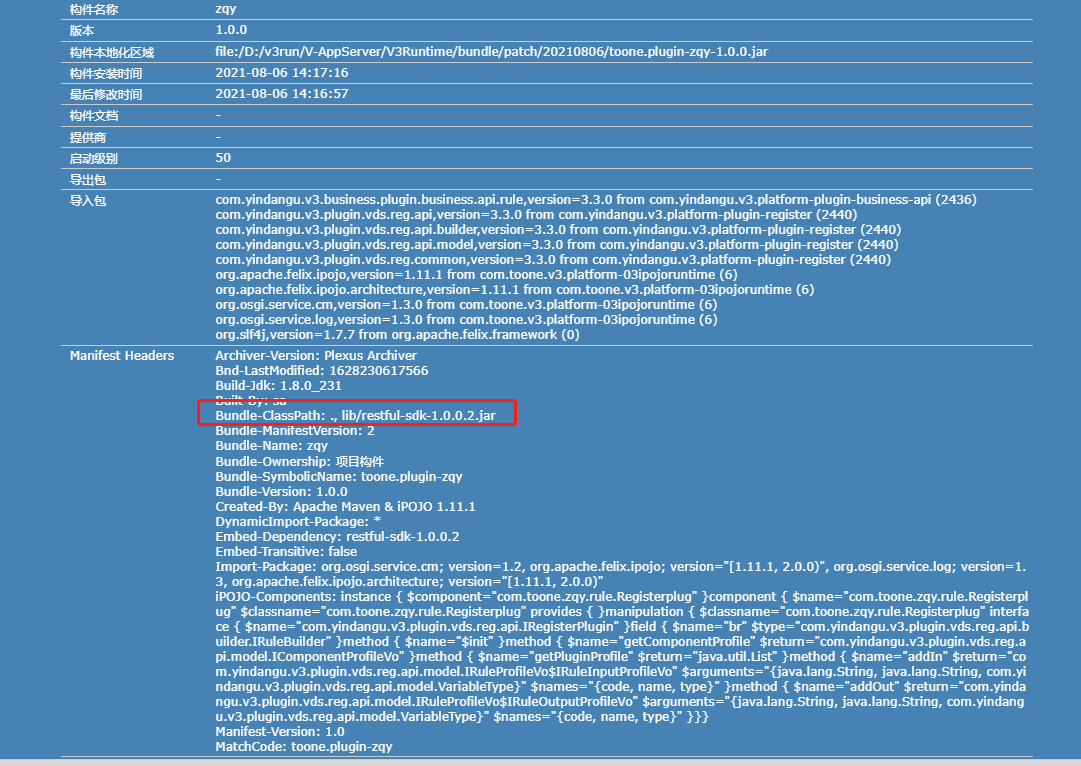 构件名称 zqy
版本 1.0.0
构件本地化区域 file:/D:/v3run/V-AppServer/V3Runtime/bundle/patch/20210806/toone.plugin-zqy-1.0.0.jar
构件安装时间 2021-08-06 14:17:16
最后修改时间 2021-08-06 14:16:57
构件文档 -
提供商 -
启动级别 50
导出包 -
导入包 com.yindangu.v3.business.plugin.business.api.rule,version=3.3.0 from com.yindangu.v3.platform-plugin-business-api (2436)
com.yindangu.v3.plugin.vds.reg.api,version=3.3.0 from com.yindangu.v3.platform-plugin-register (2440)
com.yindangu.v3.plugin.vds.reg.api.builder,version=3.3.0 from com.yindangu.v3.platform-plugin-register (2440)
com.yindangu.v3.plugin.vds.reg.api.model,version=3.3.0 from com.yindangu.v3.platform-plugin-register (2440)
com.yindangu.v3.plugin.vds.reg.common,version=3.3.0 from com.yindangu.v3.platform-plugin-register (2440)
org.apache.felix.ipojo,version=1.11.1 from com.toone.v3.platform-03ipojoruntime (6)
org.apache.felix.ipojo.architecture,version=1.11.1 from com.toone.v3.platform-03ipojoruntime (6)
org.osgi.service.cm,version=1.3.0 from com.toone.v3.platform-03ipojoruntime (6)
org.osgi.service.log,version=1.3.0 from com.toone.v3.platform-03ipojoruntime (6)
org.slf4j,version=1.7.7 from org.apache.felix.framework (0)
Manifest Headers Archiver-Version: Plexus Archiver
Bnd-LastModified: 1628230617566
Build-Jdk: 1.8.0_231
Built-By: sa
Bundle-ClassPath: ., lib/restful-sdk-1.0.0.2.jar
Bundle-ManifestVersion: 2
Bundle-Name: zqy
Bundle-Ownership: 项目构件
Bundle-SymbolicName: toone.plugin-zqy
Bundle-Version: 1.0.0
Created-By: Apache Maven & iPOJO 1.11.1
DynamicImport-Package: *
Embed-Dependency: restful-sdk-1.0.0.2
Embed-Transitive: false
Import-Package: org.osgi.service.cm; version=1.2, org.apache.felix.ipojo; version="[1.11.1, 2.0.0)", org.osgi.service.log; version=1.
3, org.apache.felix.ipojo.architecture; version="[1.11.1, 2.0.0)"
iPOJO-Components: instance { $component="com.toone.zqy.rule.Registerplug" }component { $name="com.toone.zqy.rule.Registerpl
ug" $classname="com.toone.zqy.rule.Registerplug" provides { }manipulation { $classname="com.toone.zqy.rule.Registerplug" interfa
ce { $name="com.yindangu.v3.plugin.vds.reg.api.IRegisterPlugin" }field { $name="br" $type="com.yindangu.v3.plugin.vds.reg.api.b
uilder.IRuleBuilder" }method { $name="$init" }method { $name="getComponentProfile" $return="com.yindangu.v3.plugin.vds.reg.a
pi.model.IComponentProfileVo" }method { $name="getPluginProfile" $return="java.util.List" }method { $name="addIn" $return="co
m.yindangu.v3.plugin.vds.reg.api.model.IRuleProfileVo$IRuleInputProfileVo" $arguments="{java.lang.String, java.lang.String, com.yi
ndangu.v3.plugin.vds.reg.api.model.VariableType}" $names="{code, name, type}" }method { $name="addOut" $return="com.yinda
ngu.v3.plugin.vds.reg.api.model.IRuleProfileVo$IRuleOutputProfileVo" $arguments="{java.lang.String, java.lang.String, com.yindang
u.v3.plugin.vds.reg.api.model.VariableType}" $names="{code, name, type}" }}}
Manifest-Version: 1.0
MatchCode: toone.plugin-zqy